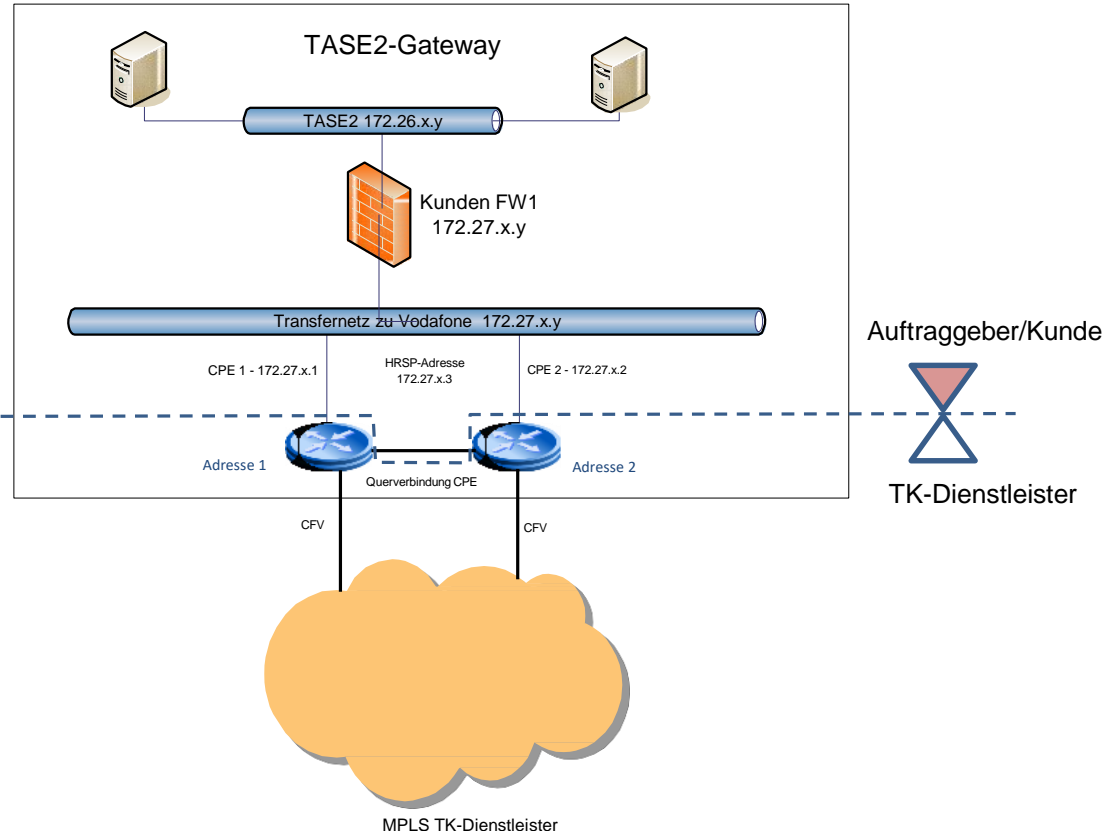 TASE2-Gateway
TASE2 172.26.x.y
Kunden FW1
172.27.x.y
Transfernetz zu Vodafone 172.27.x.y
CPE 1 - 172.27.x.1
HRSP-Adresse
172.27.x.3
CPE 2 - 172.27.x.2
Auftraggeber/Kunde
Adresse 1
Adresse 2
Querverbindung CPE
TK-Dienstleister
CFV
CFV
MPLS TK-Dienstleister